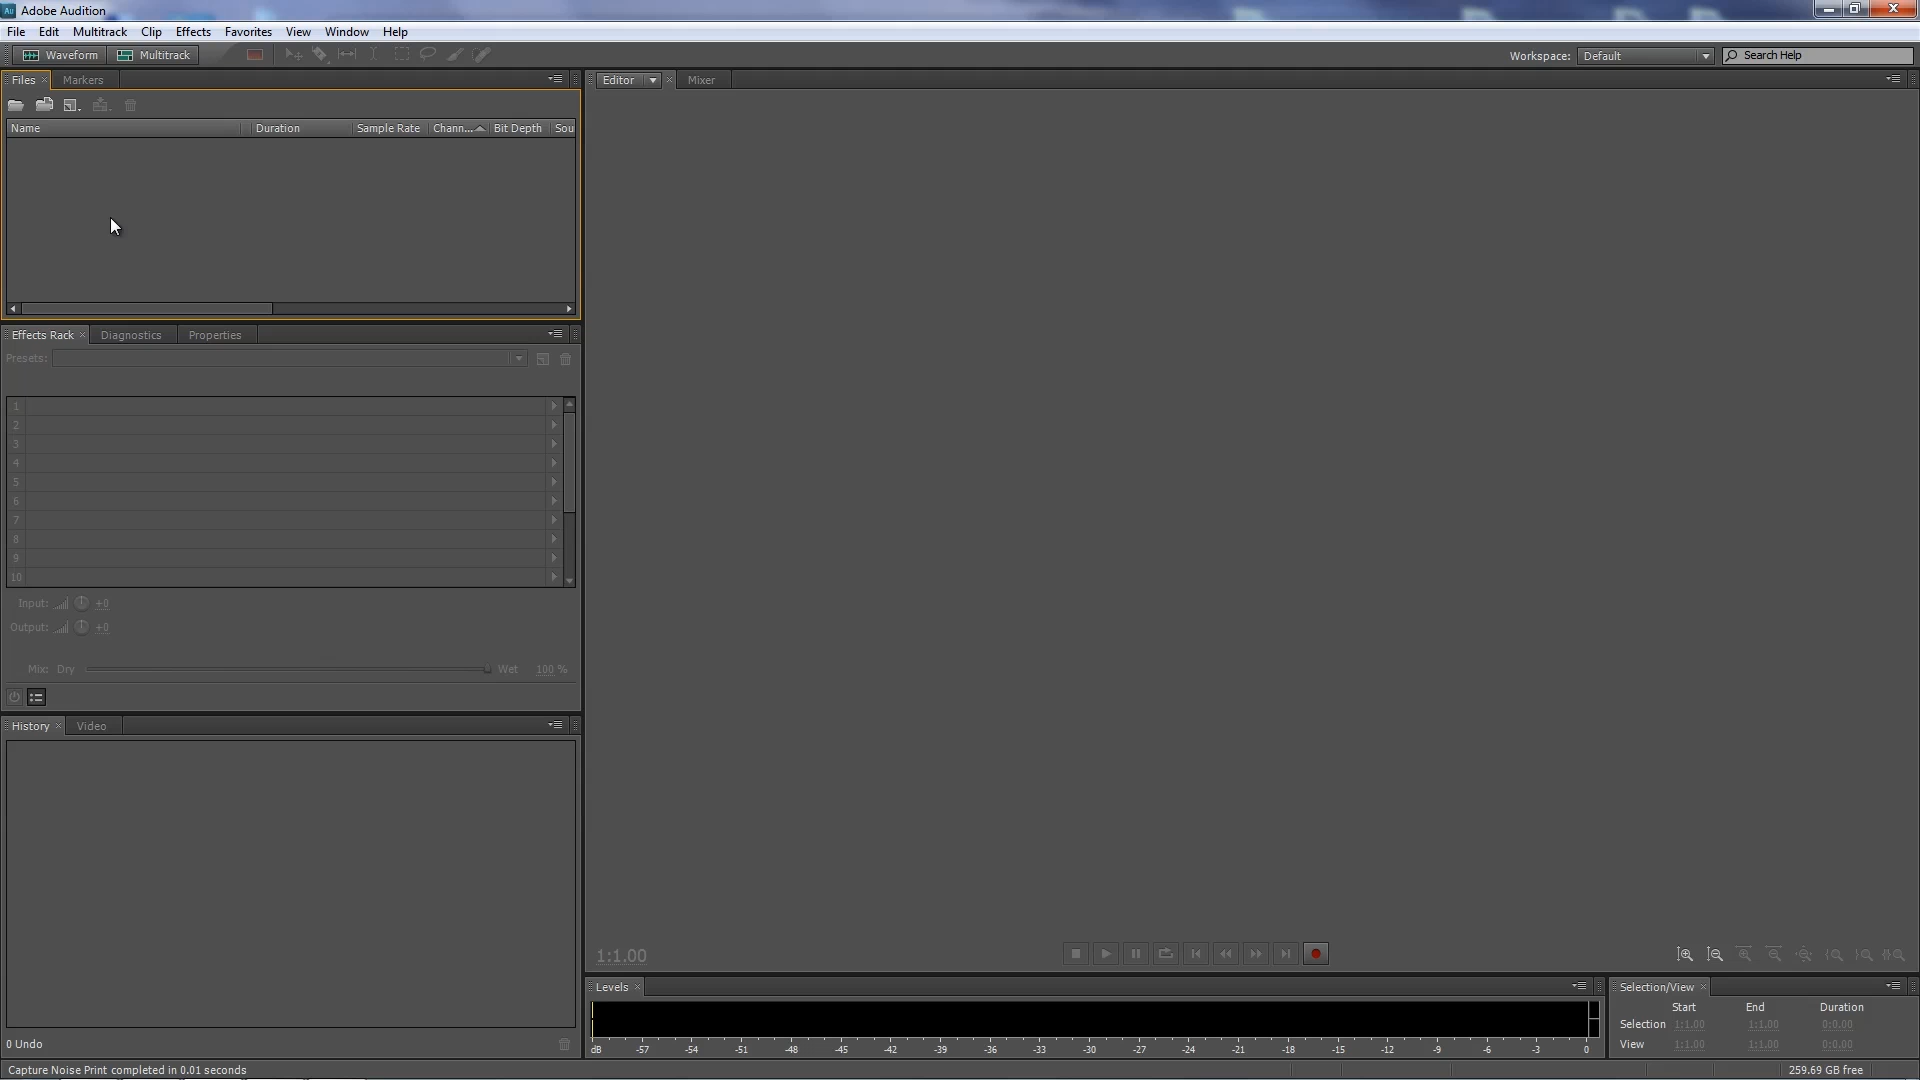 Au Adobe Audition
File Edit Multitrack Clip Effects Favorites View Window Help
Waveform Multitrack Workspace: Default Search Help
Files Markers
Name Duration Sample Rate Chann... Bit Depth Sou
Effects Rack Diagnostics Properties
Presets:
1
2
3
4
5
6
7
8
9
10
Input: +0
Output: +0
Mix: Dry Wet 100 %
History Video
0 Undo
Editor Mixer
1:1.00
Levels
dB -57 -54 -51 -48 -45 -42 -39 -36 -33 -30 -27 -24 -21 -18 -15 -12 -9 -6 -3 0
Selection/View
Start End Duration
Selection 1:1.00 1:1.00 0:0.00
View 1:1.00 1:1.00 0:0.00
Capture Noise Print completed in 0.01 seconds 259.69 GB free